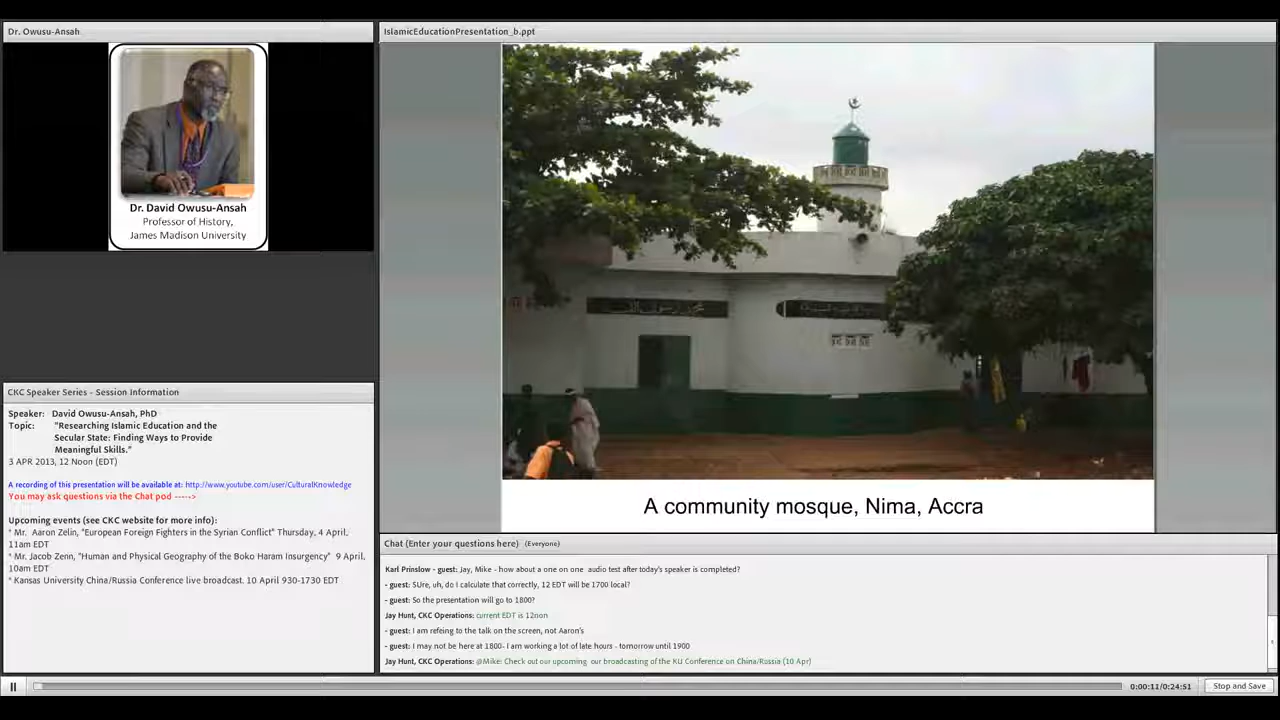 Dr. Owusu-Ansah
Dr. David Owusu-Ansah
Professor of History,
James Madison University
CKC Speaker Series - Session Information
Speaker: David Owusu-Ansah, PhD
Topic: "Researching Islamic Education and the
Secular State: Finding Ways to Provide
Meaningful Skills."
3 APR 2013, 12 Noon (EDT)
A recording of this presentation will be available at: http://www.youtube.com/user/CulturalKnowledge
You may ask questions via the Chat pod ----->
Upcoming events (see CKC website for more info):
* Mr. Aaron Zelin, "European Foreign Fighters in the Syrian Conflict" Thursday, 4 April,
11am EDT
* Mr. Jacob Zenn, "Human and Physical Geography of the Boko Haram Insurgency" 9 April,
10am EDT
* Kansas University China/Russia Conference live broadcast. 10 April 930-1730 EDT
IslamicEducationPresentation_b.ppt
A community mosque, Nima, Accra
Chat (Enter your questions here) (Everyone)
Karl Prinslow - guest: Jay, Mike - how about a one on one audio test after today's speaker is completed?
- guest: SUre, uh, do i calculate that correctly, 12 EDT will be 1700 local?
- guest: So the presentation will go to 1800?
Jay Hunt, CKC Operations: current EDT is 12non
- guest: I am refeing to the talk on the screen, not Aaron's
- guest: I may not be here at 1800- I am working a lot of late hours - tomorrow until 1900
Jay Hunt, CKC Operations: @Mike: Check out our upcoming our broadcasting of the KU Conference on China/Russia (10 Apr)
0:00:11/0:24:51
Stop and Save